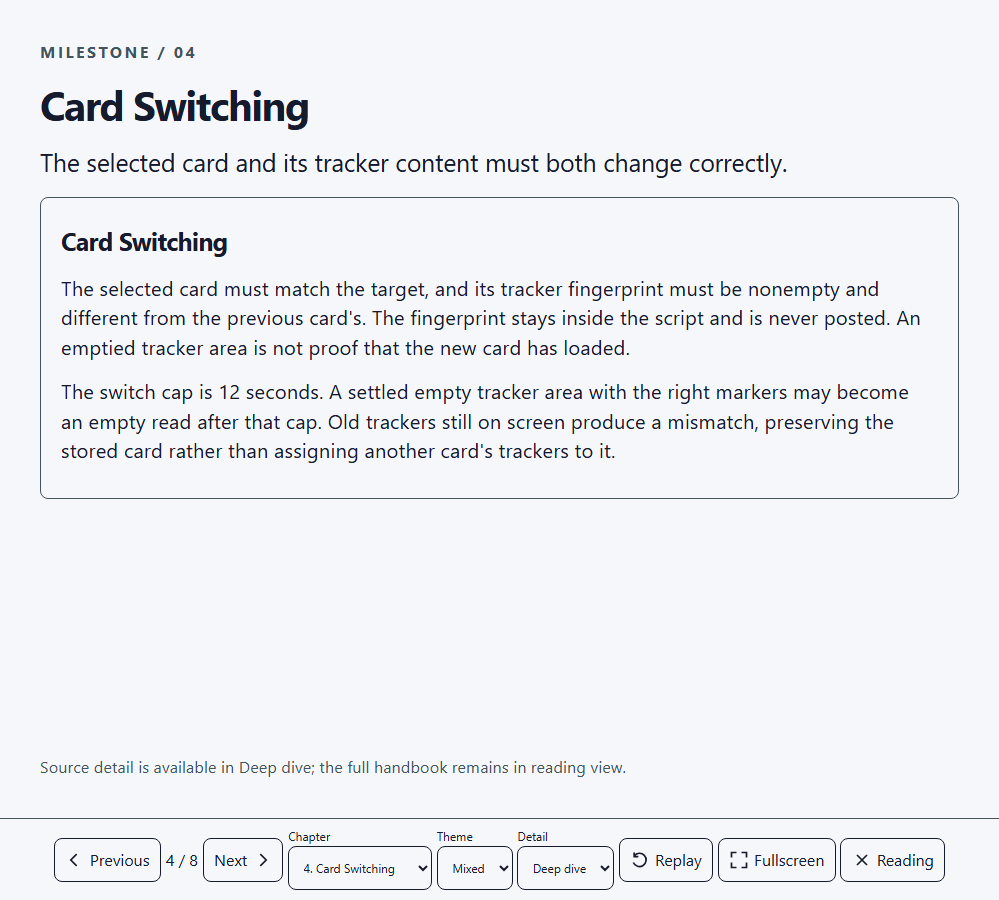 MILESTONE / 04
Card Switching
The selected card and its tracker content must both change correctly.
Card Switching
The selected card must match the target, and its tracker fingerprint must be nonempty and
different from the previous card's. The fingerprint stays inside the script and is never posted. An
emptied tracker area is not proof that the new card has loaded.
The switch cap is 12 seconds. A settled empty tracker area with the right markers may become
an empty read after that cap. Old trackers still on screen produce a mismatch, preserving the
stored card rather than assigning another card's trackers to it.
Source detail is available in Deep dive; the full handbook remains in reading view.
Chapter Theme Detail
Previous 4 / 8 Next 4. Card Switching Mixed Deep dive Replay Fullscreen Reading